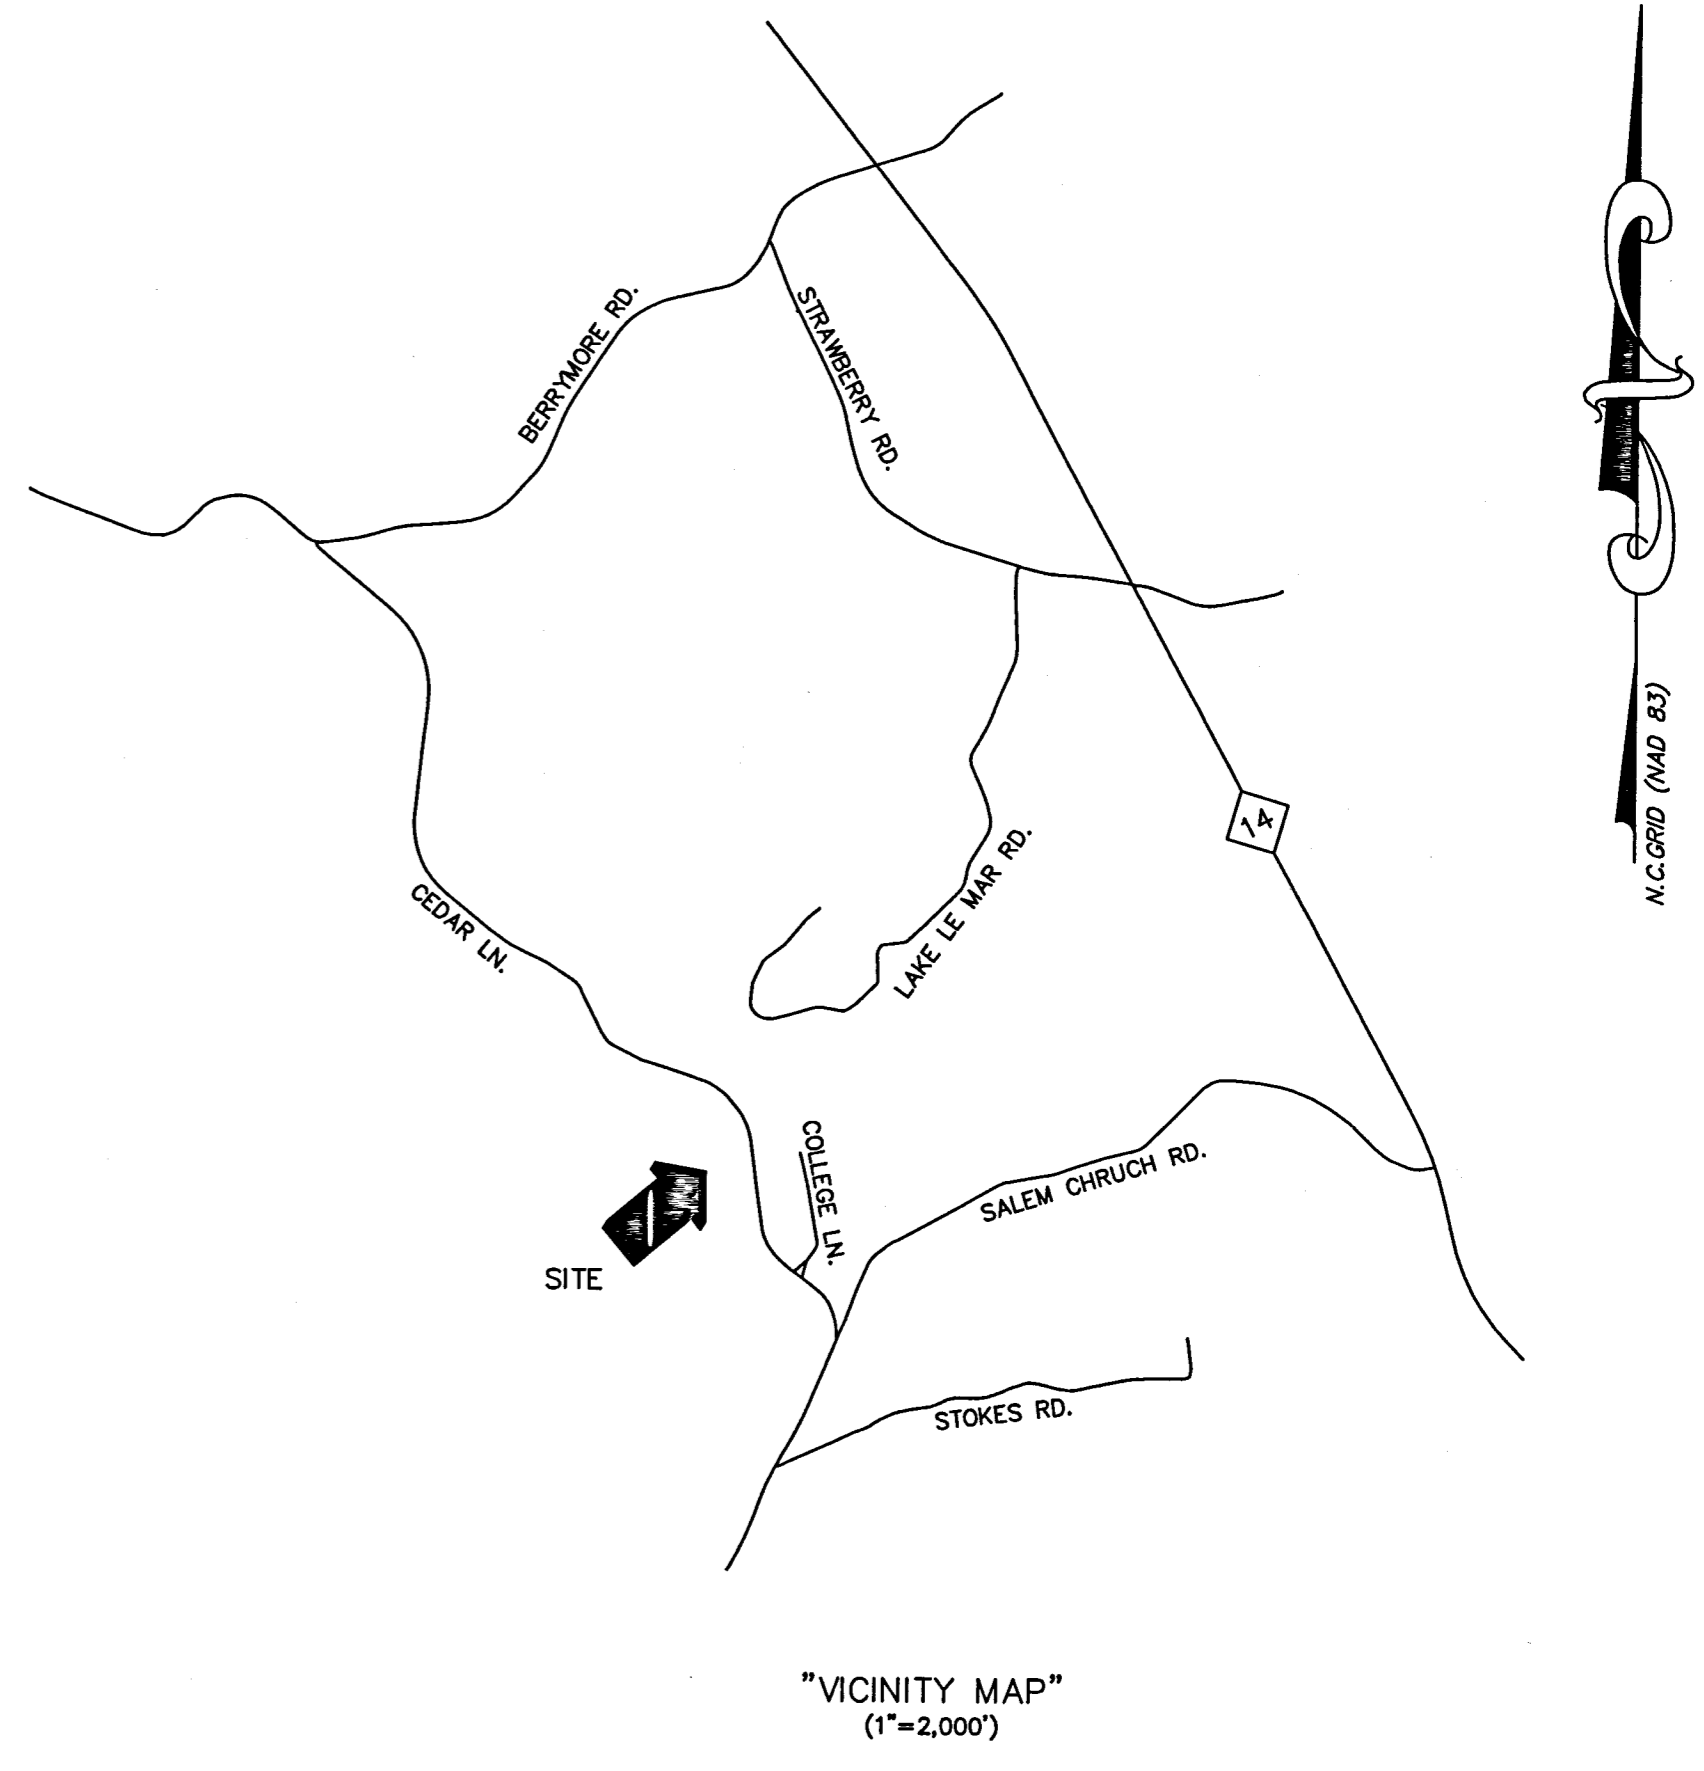 BERRYMORE RD.
STRAWBERRY RD.
N.C.GRID (NAD 83)
14
CEDAR LN.
LAKE LE MAR RD.
COLLEGE LN.
SALEM CHRUCH RD.
SITE
STOKES RD.
"VICINITY MAP"
(1"=2,000')